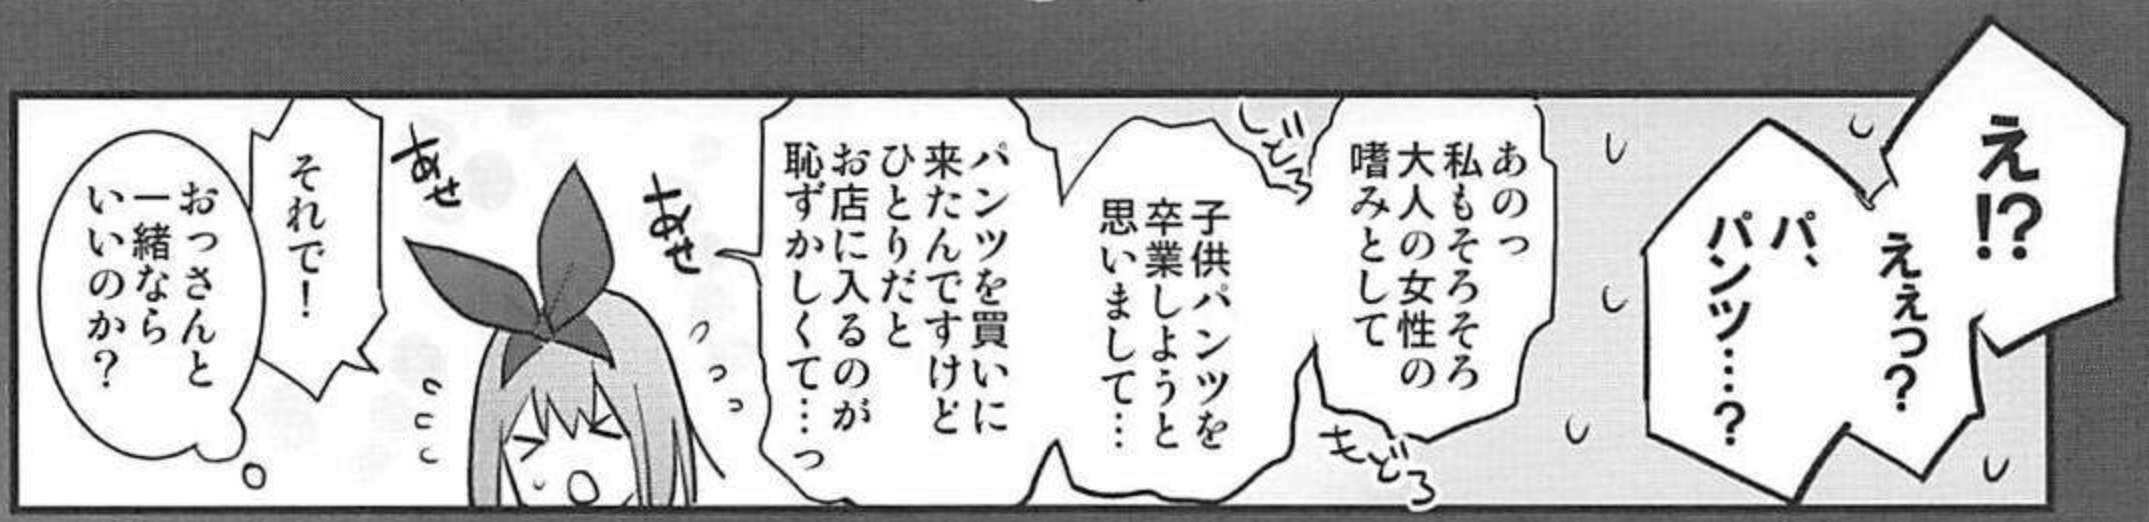 え!?
えぇっ?
パ、
パンツ…?
あのっ
私もそろそろ
大人の女性の
嗜みとして
しどろ
もどろ
子供パンツを
卒業しようと
思いまして…
パンツを買いに
来たんですけど
ひとりだと
お店に入るのが
恥ずかしくて…っ
あせ
あせ
それで!
おっさんと
一緒なら
いいのか?